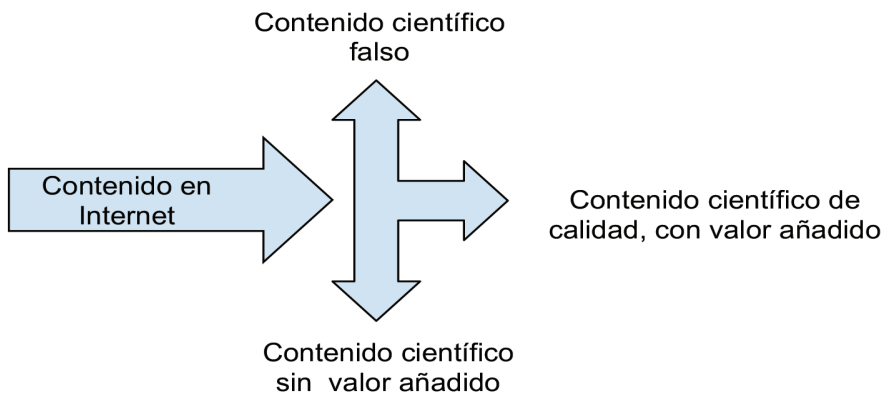 Contenido científico
falso
Contenido en
Internet
Contenido científico de
calidad, con valor añadido
Contenido científico
sin valor añadido